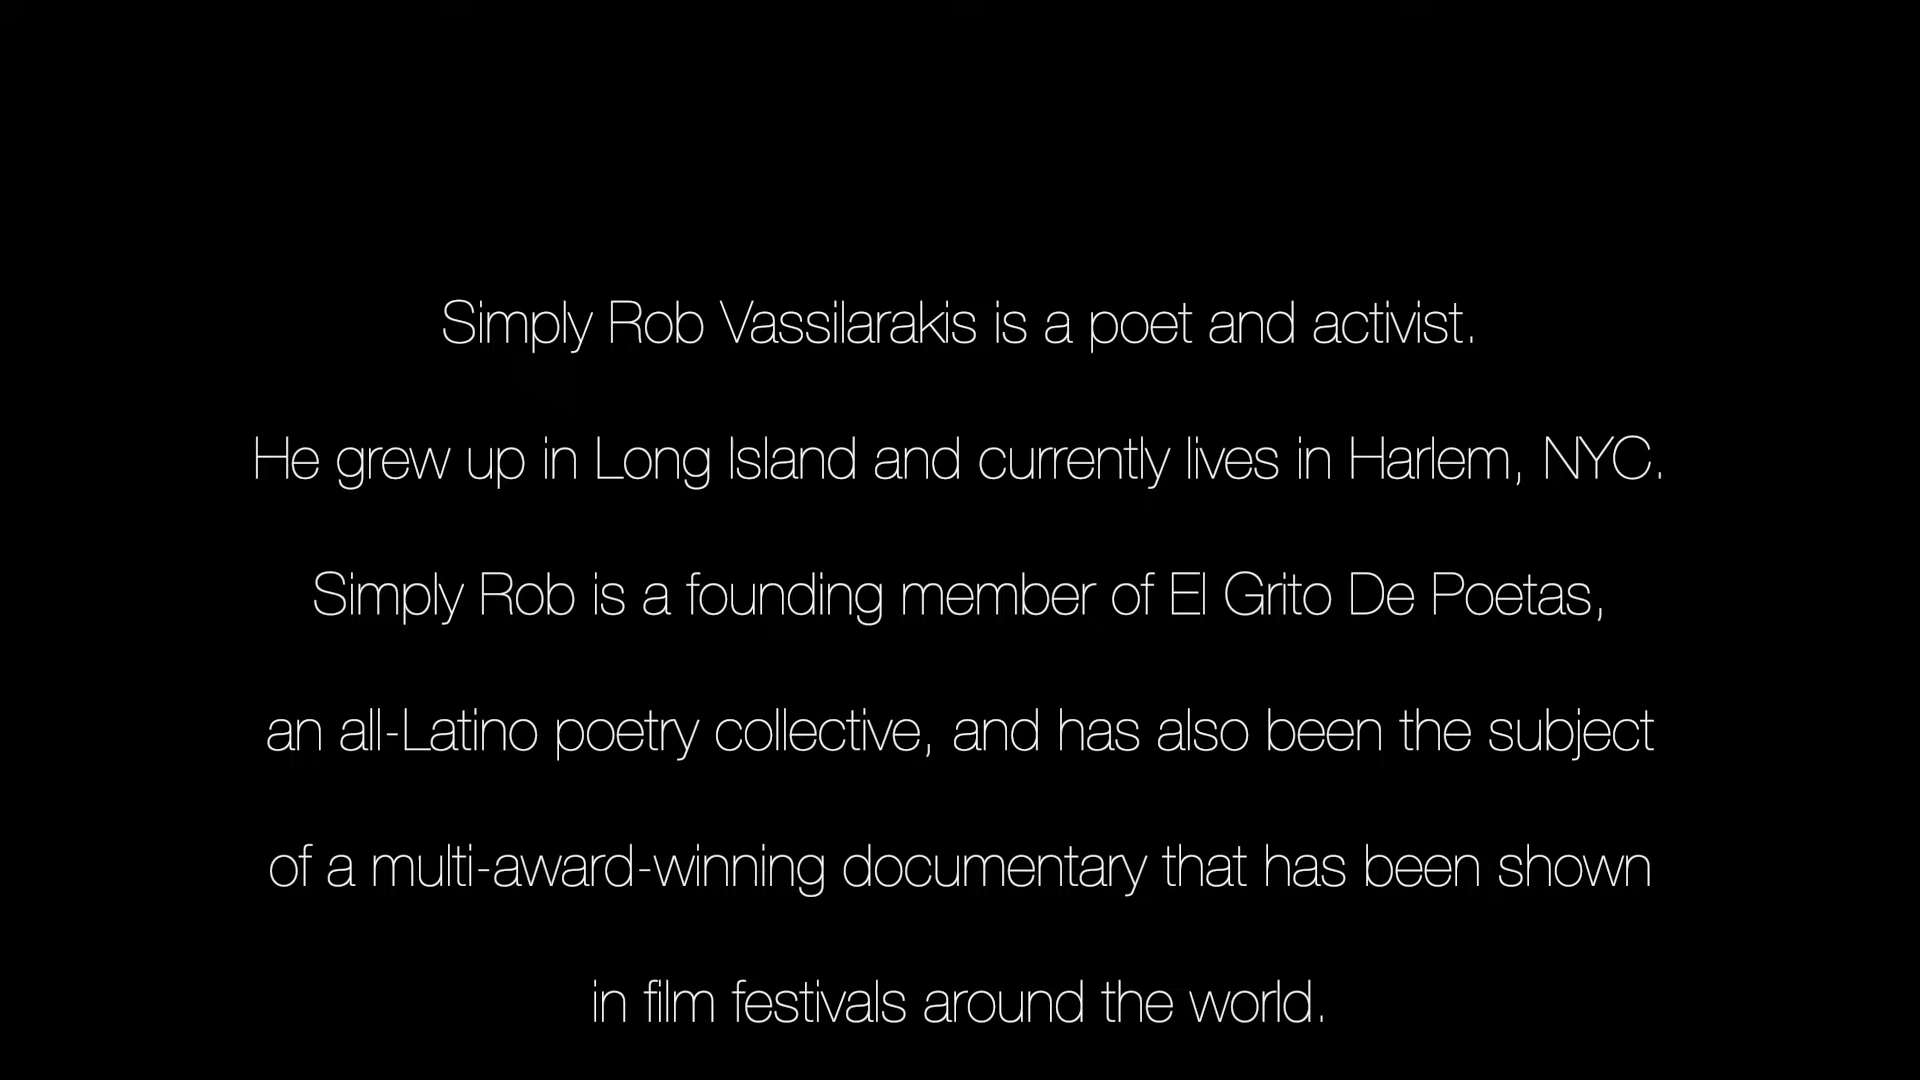 Simply Rob Vassilarakis is a poet and activist.
He grew up in Long Island and currently lives in Harlem, NYC.
Simply Rob is a founding member of El Grito De Poetas,
an all-Latino poetry collective, and has also been the subject
of a multi-award-winning documentary that has been shown
in film festivals around the world.